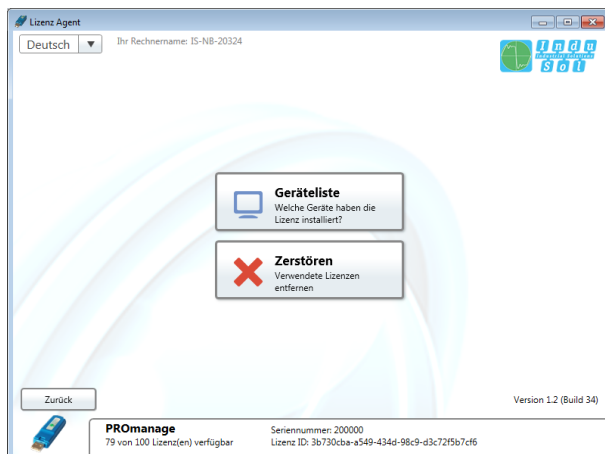 Lizenz Agent
Deutsch
Ihr Rechnername: IS-NB-20324
Indu
Sol
Geräteliste
Welche Geräte haben die
Lizenz installiert?
Zerstören
Verwendete Lizenzen
entfernen
Zurück
Version 1.2 (Build 34)
PROmanage
Seriennummer: 200000
79 von 100 Lizenz(en) verfügbar
Lizenz ID: 3b730cba-a549-434d-98c9-d3c72f5b7cf6